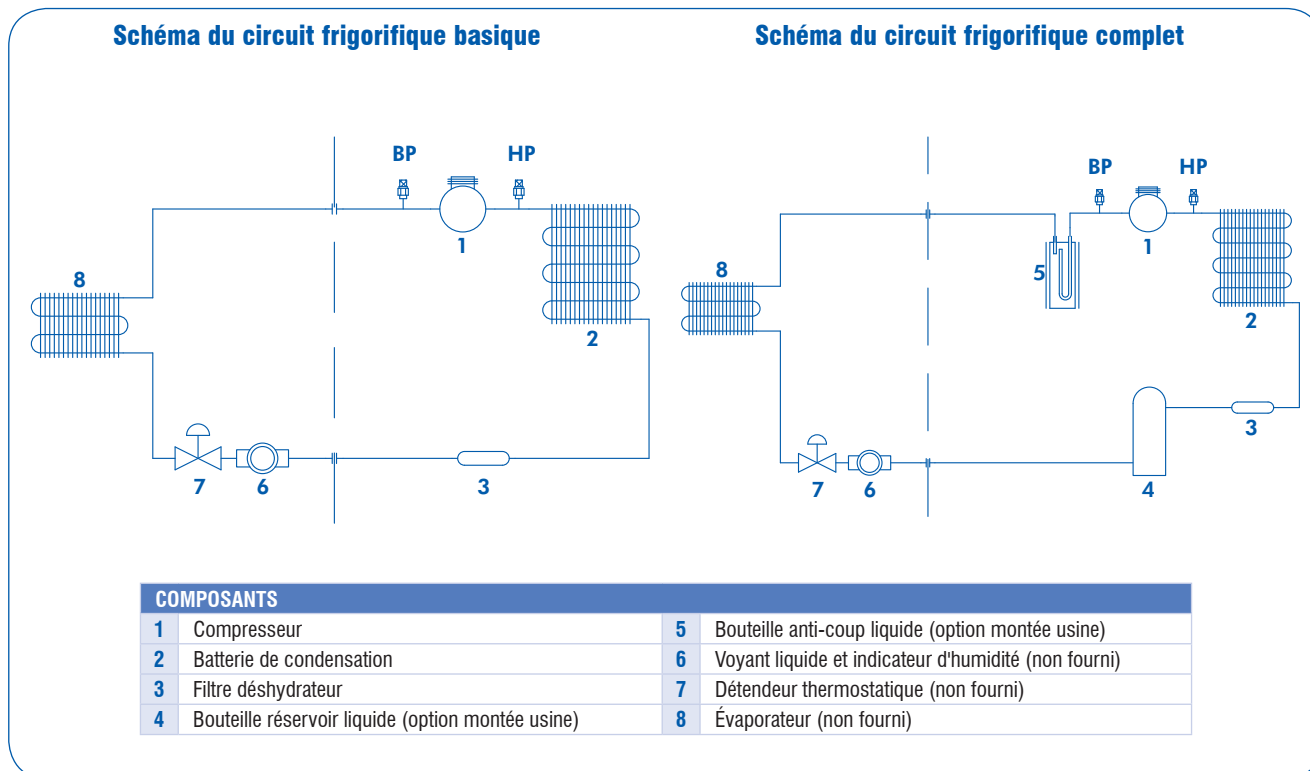 Schéma du circuit frigorifique basique
BP
HP
1
8
2
7
6
3
Schéma du circuit frigorifique complet
BP
HP
1
5
8
2
3
7
6
4
COMPOSANTS
1 Compresseur
2 Batterie de condensation
3 Filtre déshydrateur
4 Bouteille réservoir liquide (option montée usine)
5 Bouteille anti-coup liquide (option montée usine)
6 Voyant liquide et indicateur d'humidité (non fourni)
7 Détendeur thermostatique (non fourni)
8 Évaporateur (non fourni)